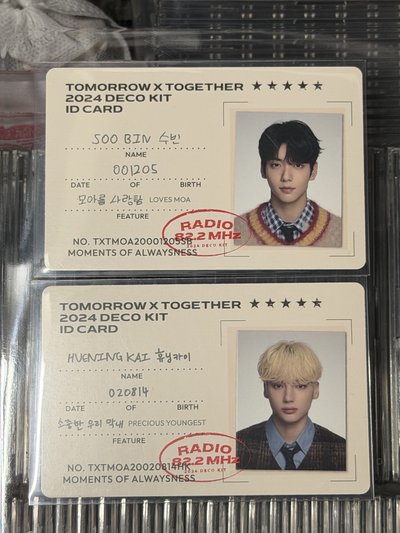 TOMORROW X TOGETHER ★★★★★
2024 DECO KIT
ID CARD
SOO BIN 수빈
NAME
001205
DATE OF BIRTH
모아를 사랑함 LOVES MOA
FEATURE
RADIO
82.2 MHz
2024 DECO KIT
NO. TXTMOA20001205SB
MOMENTS OF ALWAYSNESS
TOMORROW X TOGETHER ★★★★★
2024 DECO KIT
ID CARD
HUENING KAI 휴닝카이
NAME
020814
DATE OF BIRTH
소중한 우리 막내 PRECIOUS YOUNGEST
FEATURE
RADIO
82.2 MHz
2024 DECO KIT
NO. TXTMOA20020814HK
MOMENTS OF ALWAYSNESS